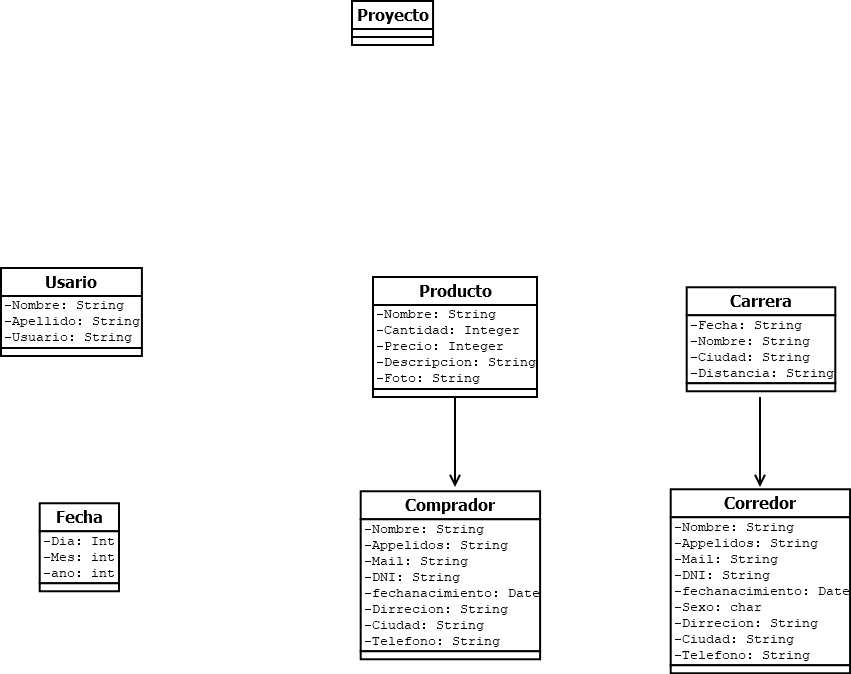 Proyecto
Usario
-Nombre: String
-Apellido: String
-Usuario: String
Producto
-Nombre: String
-Cantidad: Integer
-Precio: Integer
-Descripcion: String
-Foto: String
Carrera
-Fecha: String
-Nombre: String
-Ciudad: String
-Distancia: String
Fecha
-Dia: Int
-Mes: int
-ano: int
Comprador
-Nombre: String
-Appelidos: String
-Mail: String
-DNI: String
-fechanacimiento: Date
-Dirrecion: String
-Ciudad: String
-Telefono: String
Corredor
-Nombre: String
-Appelidos: String
-Mail: String
-DNI: String
-fechanacimiento: Date
-Sexo: char
-Dirrecion: String
-Ciudad: String
-Telefono: String